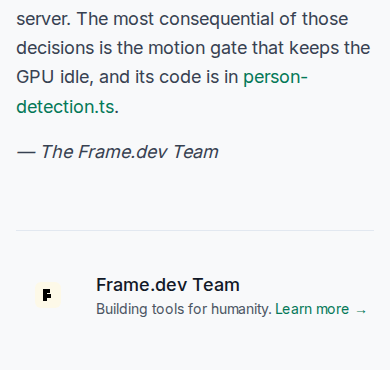 server. The most consequential of those
decisions is the motion gate that keeps the
GPU idle, and its code is in person-
detection.ts.
— The Frame.dev Team
F
Frame.dev Team
Building tools for humanity. Learn more →